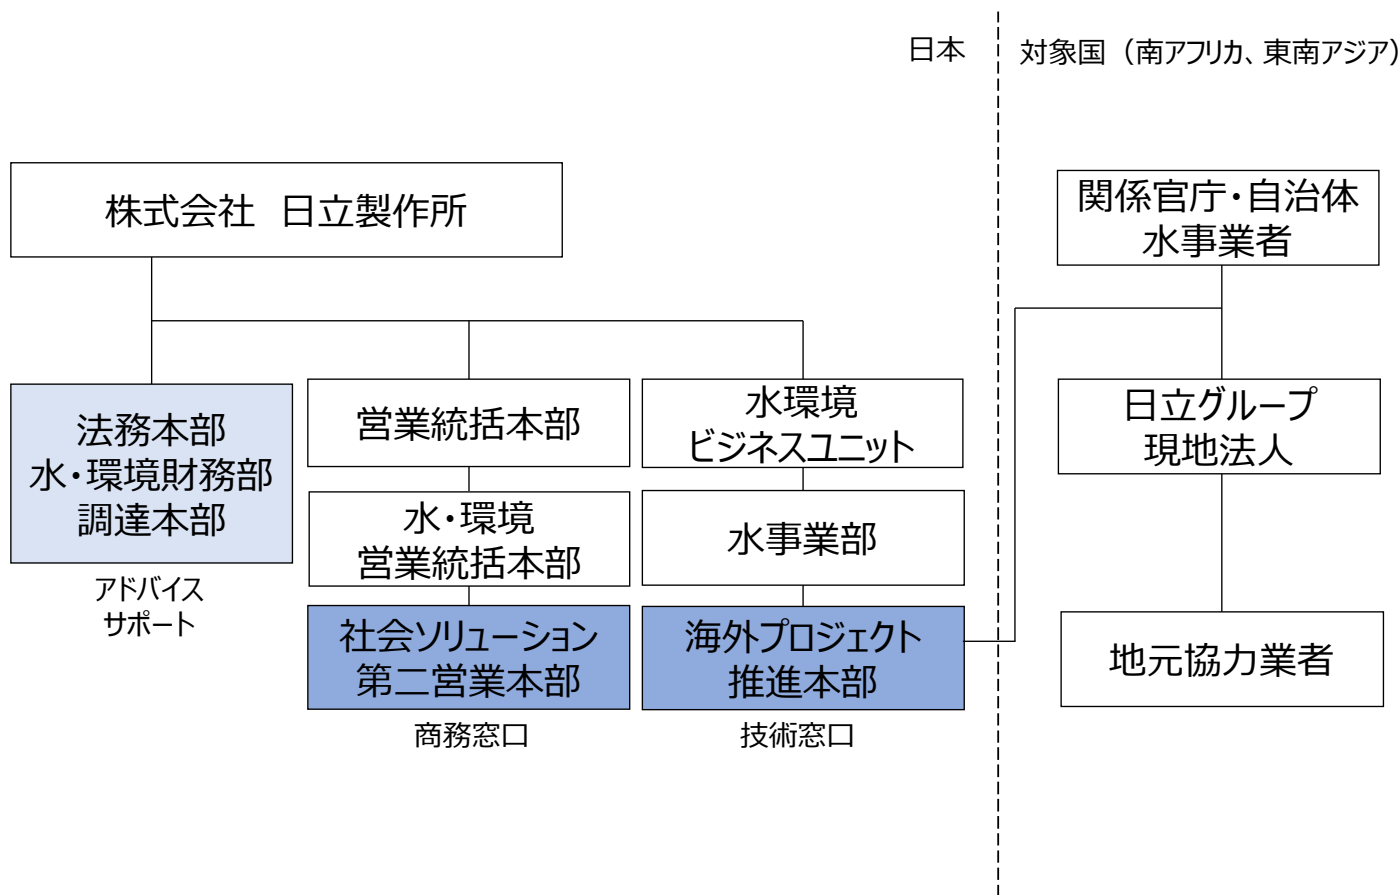 日本
対象国（南アフリカ、東南アジア）
株式会社　日立製作所
関係官庁・自治体
水事業者
法務本部
水・環境財務部
調達本部
アドバイス
サポート
営業統括本部
水・環境
営業統括本部
社会ソリューション
第二営業本部
商務窓口
水環境
ビジネスユニット
水事業部
海外プロジェクト
推進本部
技術窓口
日立グループ
現地法人
地元協力業者